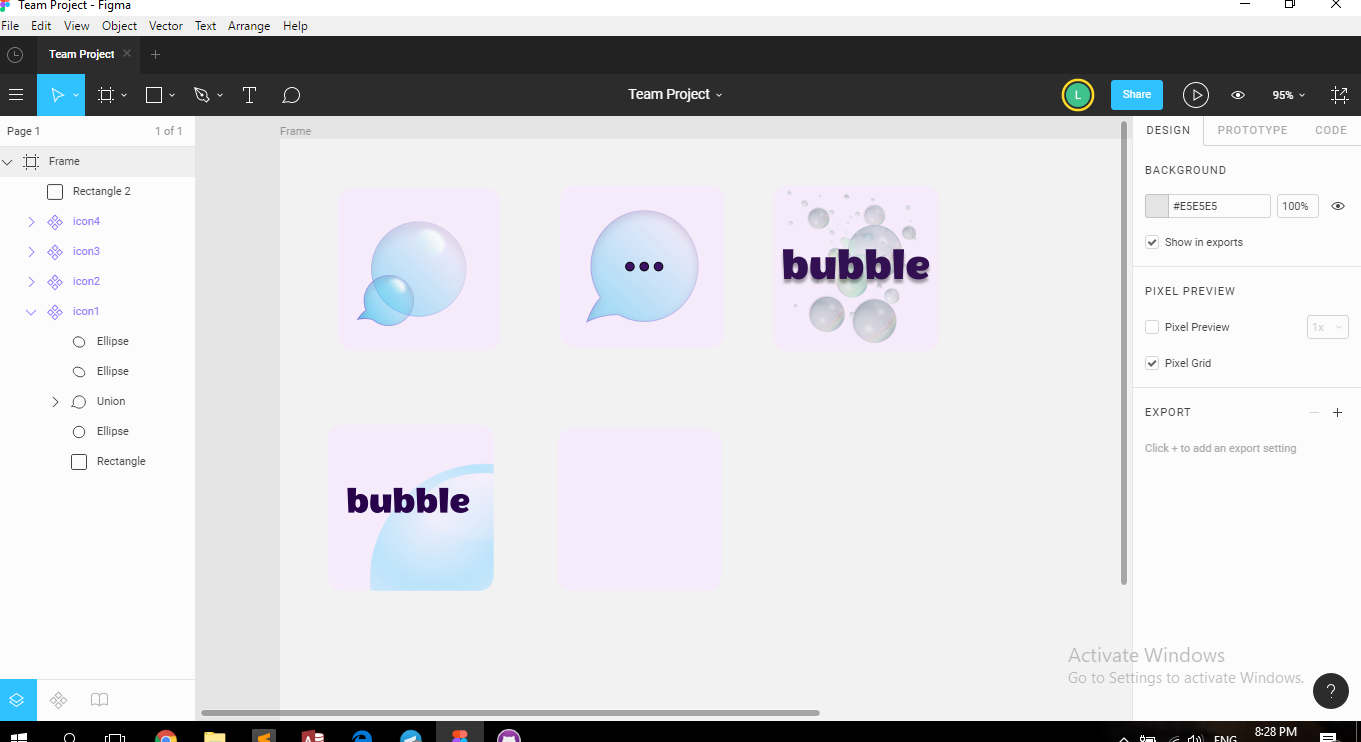 Team Project - Figma
File Edit View Object Vector Text Arrange Help
Team Project
Team Project
L
Share
95%
Page 1
1 of 1
Frame
Rectangle 2
icon4
icon3
icon2
icon1
Ellipse
Ellipse
Union
Ellipse
Rectangle
Frame
bubble
bubble
DESIGN PROTOTYPE CODE
BACKGROUND
#E5E5E5 100%
Show in exports
PIXEL PREVIEW
Pixel Preview 1x
Pixel Grid
EXPORT
Click + to add an export setting
Activate Windows
Go to Settings to activate Windows.
?
ENG
8:28 PM